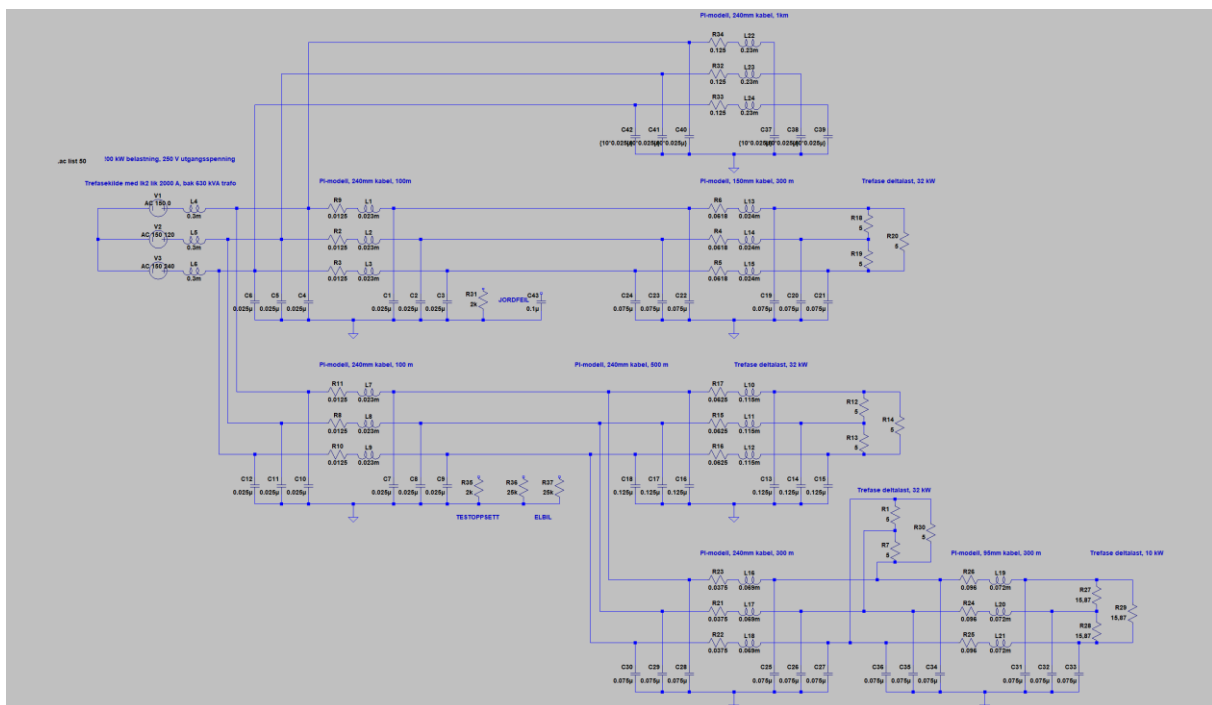 PI-modell, 240mm kabel, 1km
R34 L22
0.125 0.23m
R32 L23
0.125 0.23m
R33 L24
0.125 0.23m
C42 C41 C40 C37 C38 C39
.ac list 50 100 kW belastning, 250 V utgangsspenning
Trefasekilde med Ik2 lik 2000 A, bak 630 kVA trafo
PI-modell, 240mm kabel, 100m PI-modell, 150mm kabel, 300 m Trefase deltalast, 32 kW
V1 L4 R9 L1 R6 L13
AC 150 0 0.3m 0.0125 0.023m 0.0618 0.024m
R18 5 R20 5
V2 L5 R2 L2 R4 L14
AC 150 120 0.3m 0.0125 0.023m 0.0618 0.024m
R19 5
V3 L6 R3 L3 R5 L15
AC 150 240 0.3m 0.0125 0.023m 0.0618 0.024m
C6 C5 C4 C1 C2 C3 R31 JORDFEIL C43 C24 C23 C22 C19 C20 C21
0.025µ 0.025µ 0.025µ 0.025µ 0.025µ 0.025µ 2k 0.1µ 0.075µ 0.075µ 0.075µ 0.075µ 0.075µ 0.075µ
PI-modell, 240mm kabel, 100 m PI-modell, 240mm kabel, 500 m Trefase deltalast, 32 kW
R11 L7 R17 L10
0.0125 0.023m 0.0625 0.115m
R12 5 R14 5
R8 L8 R15 L11
0.0125 0.023m 0.0625 0.115m
R13 5
R10 L9 R16 L12
0.0125 0.023m 0.0625 0.115m
C12 C11 C10 C7 C8 C9 R35 R36 R37 C18 C17 C16 C13 C14 C15
0.025µ 0.025µ 0.025µ 0.025µ 0.025µ 0.025µ 2k 25k 25k 0.125µ 0.125µ 0.125µ 0.125µ 0.125µ 0.125µ
TESTOPPSETT ELBIL
Trefase deltalast, 32 kW
R1 5 R30 5
R7 5
PI-modell, 240mm kabel, 300 m PI-modell, 95mm kabel, 300 m Trefase deltalast, 10 kW
R23 L16 R26 L19
0.0375 0.069m 0.096 0.072m
R27 15,87 R29 15,87
R21 L17 R24 L20
0.0375 0.069m 0.096 0.072m
R28 15,87
R22 L18 R25 L21
0.0375 0.069m 0.096 0.072m
C30 C29 C28 C25 C26 C27 C36 C35 C34 C31 C32 C33
0.075µ 0.075µ 0.075µ 0.075µ 0.075µ 0.075µ 0.075µ 0.075µ 0.075µ 0.075µ 0.075µ 0.075µ